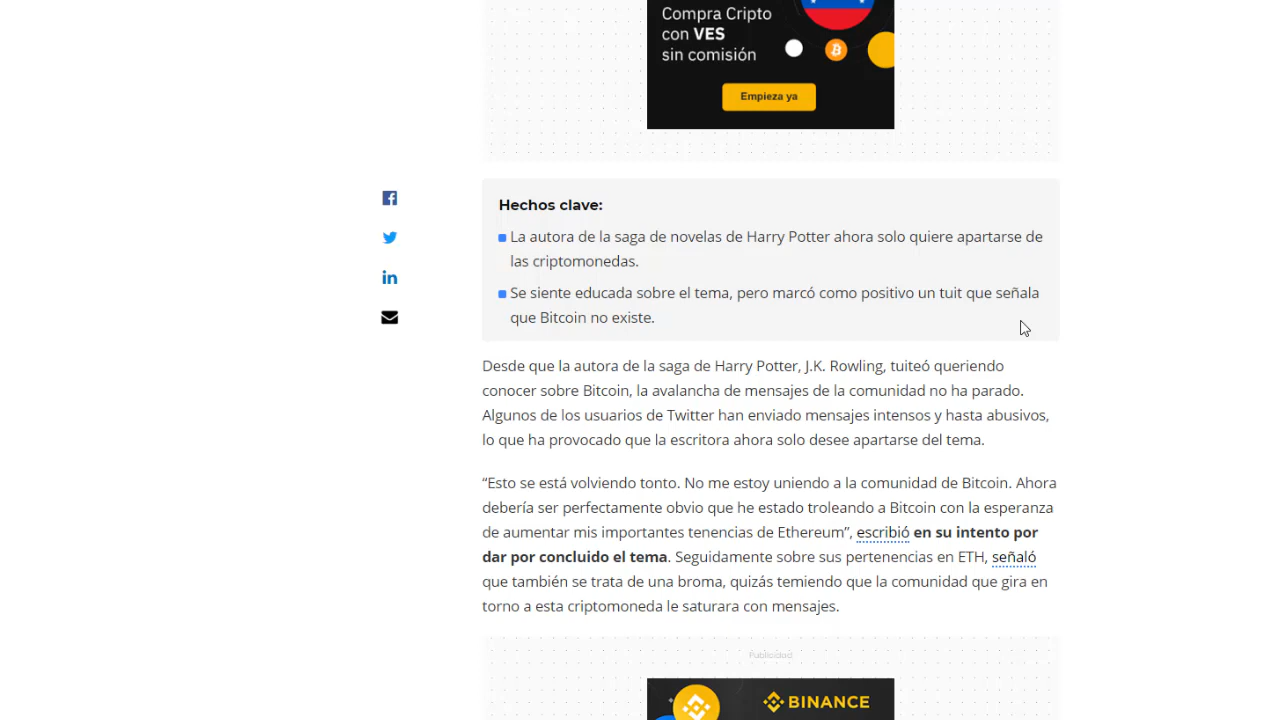 Compra Cripto
con VES
sin comisión
Empieza ya
Hechos clave:
La autora de la saga de novelas de Harry Potter ahora solo quiere apartarse de
las criptomonedas.
Se siente educada sobre el tema, pero marcó como positivo un tuit que señala
que Bitcoin no existe.
Desde que la autora de la saga de Harry Potter, J.K. Rowling, tuiteó queriendo
conocer sobre Bitcoin, la avalancha de mensajes de la comunidad no ha parado.
Algunos de los usuarios de Twitter han enviado mensajes intensos y hasta abusivos,
lo que ha provocado que la escritora ahora solo desee apartarse del tema.
“Esto se está volviendo tonto. No me estoy uniendo a la comunidad de Bitcoin. Ahora
debería ser perfectamente obvio que he estado troleando a Bitcoin con la esperanza
de aumentar mis importantes tenencias de Ethereum”, escribió en su intento por
dar por concluido el tema. Seguidamente sobre sus pertenencias en ETH, señaló
que también se trata de una broma, quizás temiendo que la comunidad que gira en
torno a esta criptomoneda le saturara con mensajes.
Publicidad
BINANCE